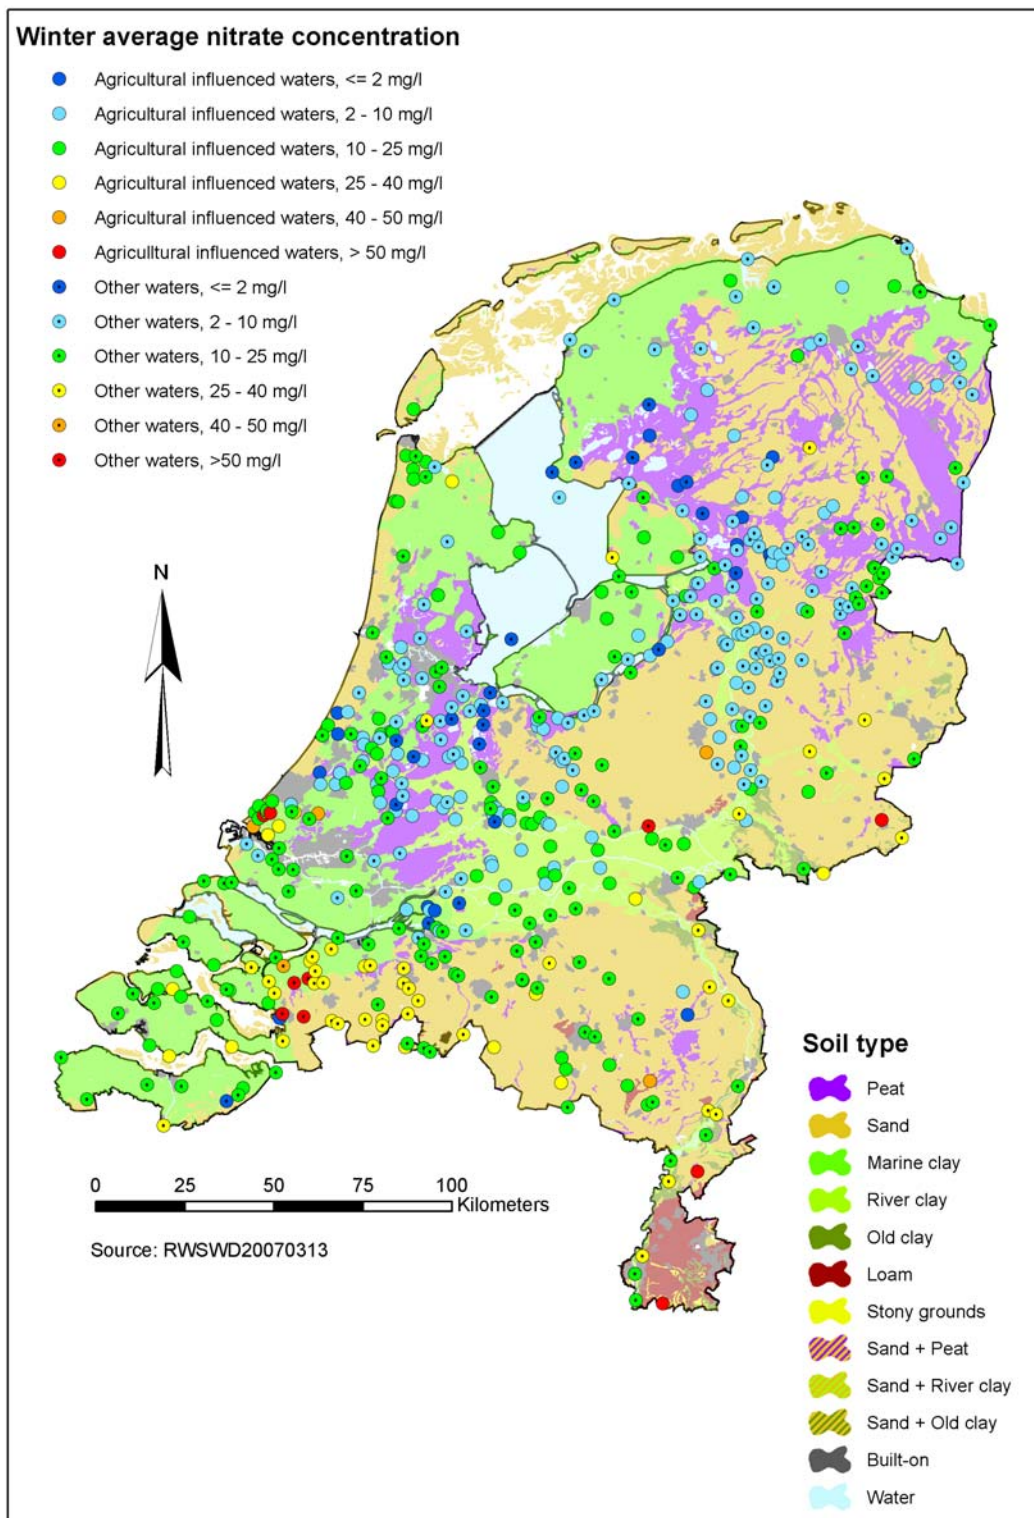 Winter average nitrate concentration
Agricultural influenced waters, <= 2 mg/l
Agricultural influenced waters, 2 - 10 mg/l
Agricultural influenced waters, 10 - 25 mg/l
Agricultural influenced waters, 25 - 40 mg/l
Agricultural influenced waters, 40 - 50 mg/l
Agricultural influenced waters, > 50 mg/l
Other waters, <= 2 mg/l
Other waters, 2 - 10 mg/l
Other waters, 10 - 25 mg/l
Other waters, 25 - 40 mg/l
Other waters, 40 - 50 mg/l
Other waters, >50 mg/l
N
0 25 50 75 100
Kilometers
Source: RWSWD20070313
Soil type
Peat
Sand
Marine clay
River clay
Old clay
Loam
Stony grounds
Sand + Peat
Sand + River clay
Sand + Old clay
Built-on
Water